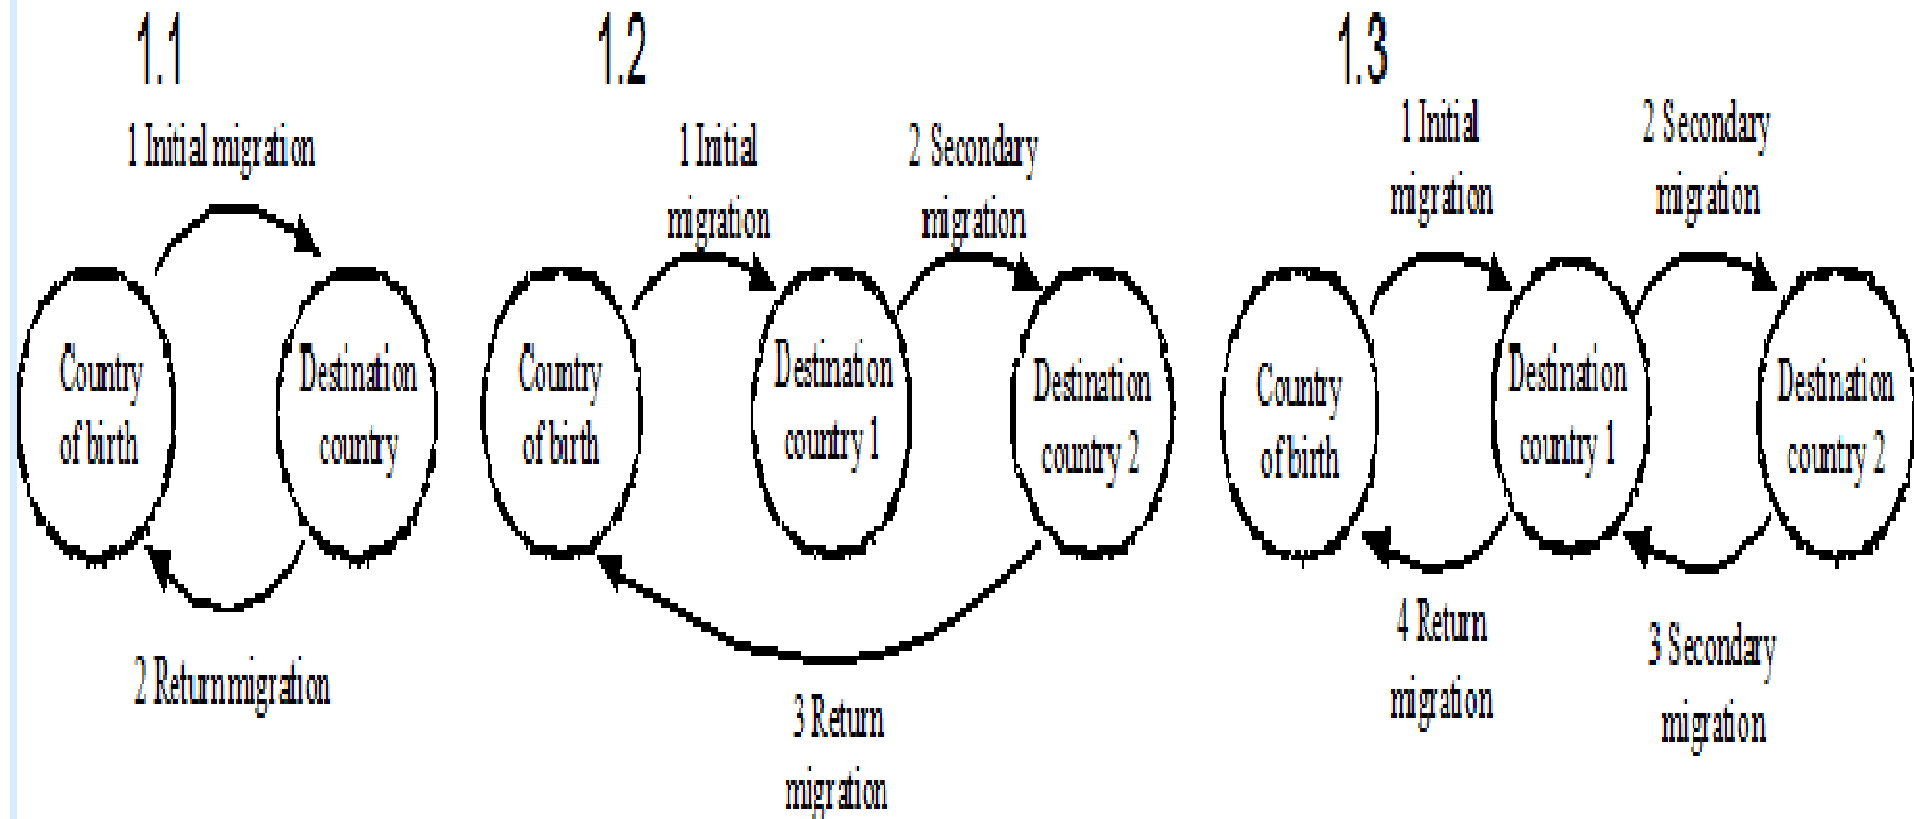 1.1
1 Initial migration
Country
of birth
Destination
country
2 Return migration
1.2
1 Initial
migration
2 Secondary
migration
Country
of birth
Destination
country 1
Destination
country 2
3 Return
migration
1.3
1 Initial
migration
2 Secondary
migration
Country
of birth
Destination
country 1
Destination
country 2
4 Return
migration
3 Secondary
migration